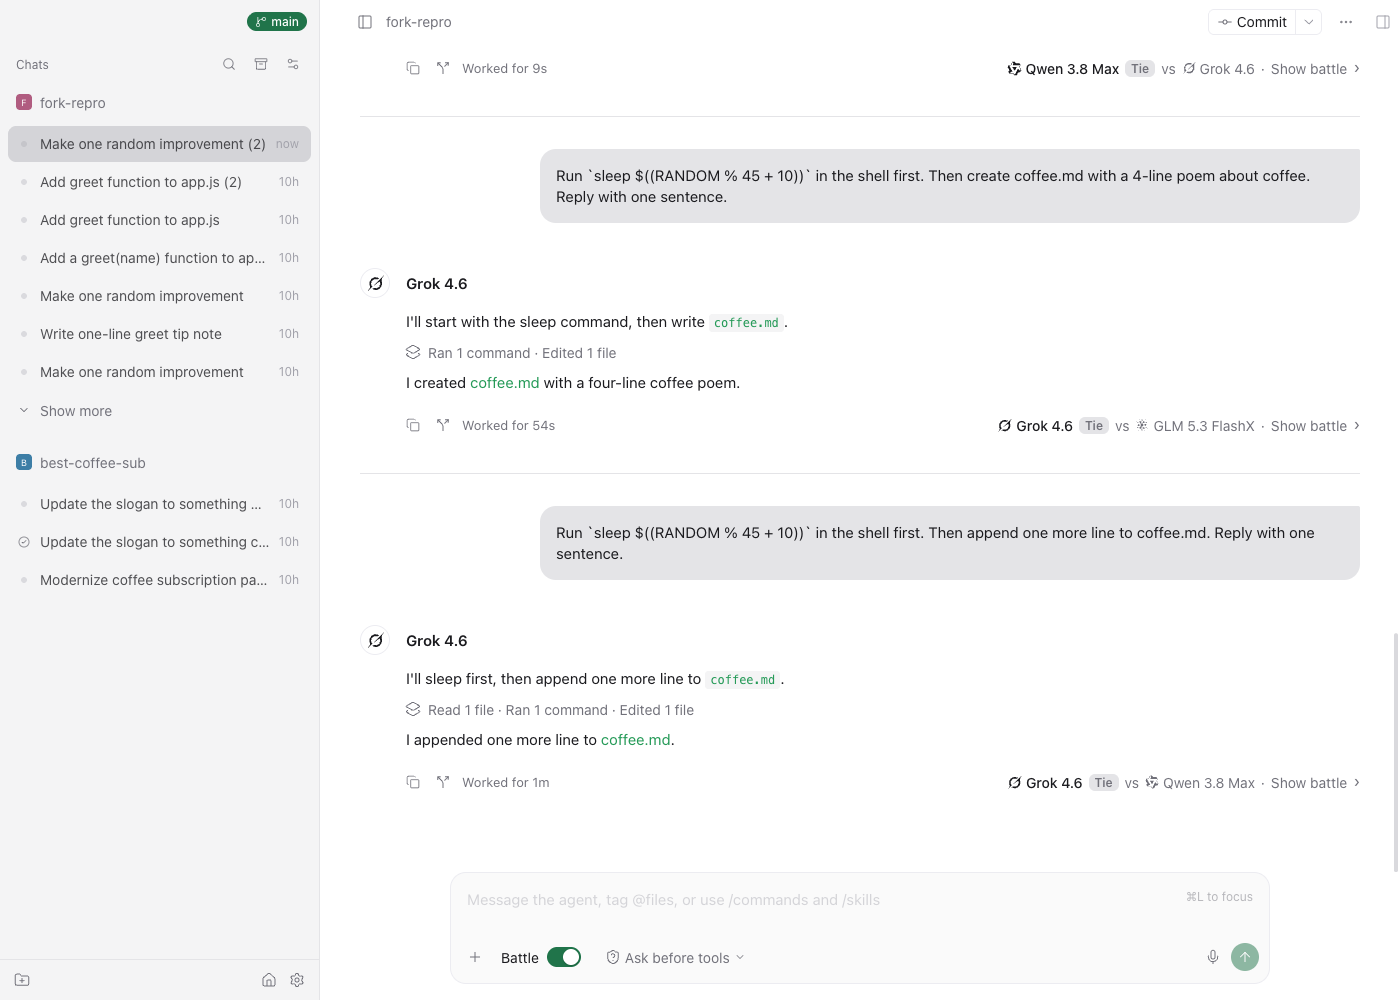 main
Chats
F
fork-repro
Make one random improvement (2) now
Add greet function to app.js (2) 10h
Add greet function to app.js 10h
Add a greet(name) function to ap... 10h
Make one random improvement 10h
Write one-line greet tip note 10h
Make one random improvement 10h
Show more
B
best-coffee-sub
Update the slogan to something ... 10h
Update the slogan to something c... 10h
Modernize coffee subscription pa... 10h
fork-repro
Commit
Worked for 9s
Qwen 3.8 Max Tie vs Grok 4.6 · Show battle
Run `sleep $((RANDOM % 45 + 10))` in the shell first. Then create coffee.md with a 4-line poem about coffee.
Reply with one sentence.
Grok 4.6
I'll start with the sleep command, then write coffee.md.
Ran 1 command · Edited 1 file
I created coffee.md with a four-line coffee poem.
Worked for 54s
Grok 4.6 Tie vs GLM 5.3 FlashX · Show battle
Run `sleep $((RANDOM % 45 + 10))` in the shell first. Then append one more line to coffee.md. Reply with one
sentence.
Grok 4.6
I'll sleep first, then append one more line to coffee.md.
Read 1 file · Ran 1 command · Edited 1 file
I appended one more line to coffee.md.
Worked for 1m
Grok 4.6 Tie vs Qwen 3.8 Max · Show battle
Message the agent, tag @files, or use /commands and /skills
⌘L to focus
Battle
Ask before tools